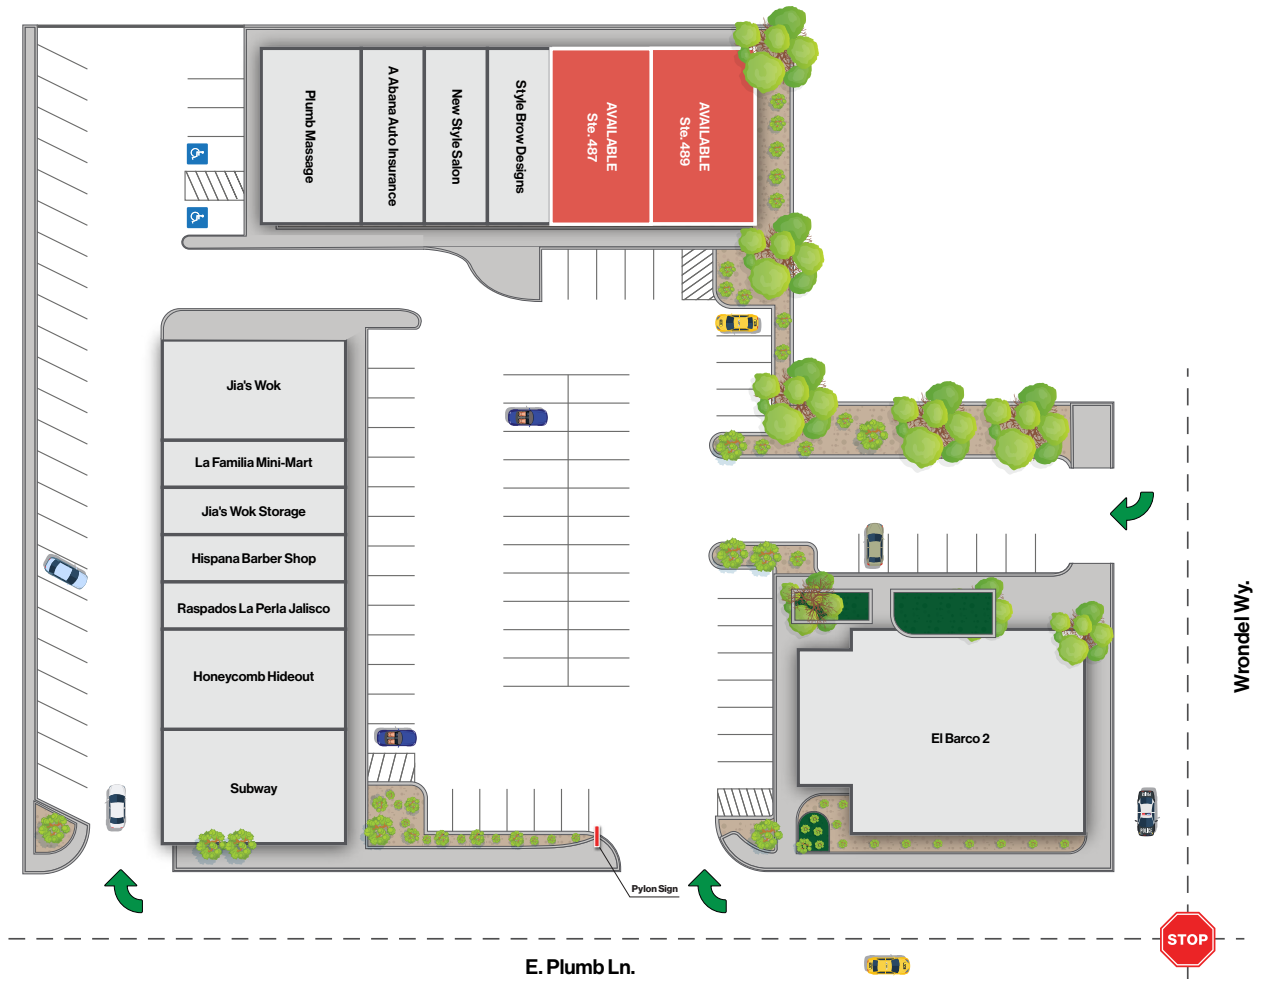 Plumb Massage
A Abana Auto Insurance
New Style Salon
Style Brow Designs
AVAILABLE
Ste. 487
AVAILABLE
Ste. 489
Jia's Wok
La Familia Mini-Mart
Jia's Wok Storage
Hispana Barber Shop
Raspados La Perla Jalisco
Honeycomb Hideout
Subway
El Barco 2
Wrondel Wy.
Pylon Sign
STOP
E. Plumb Ln.